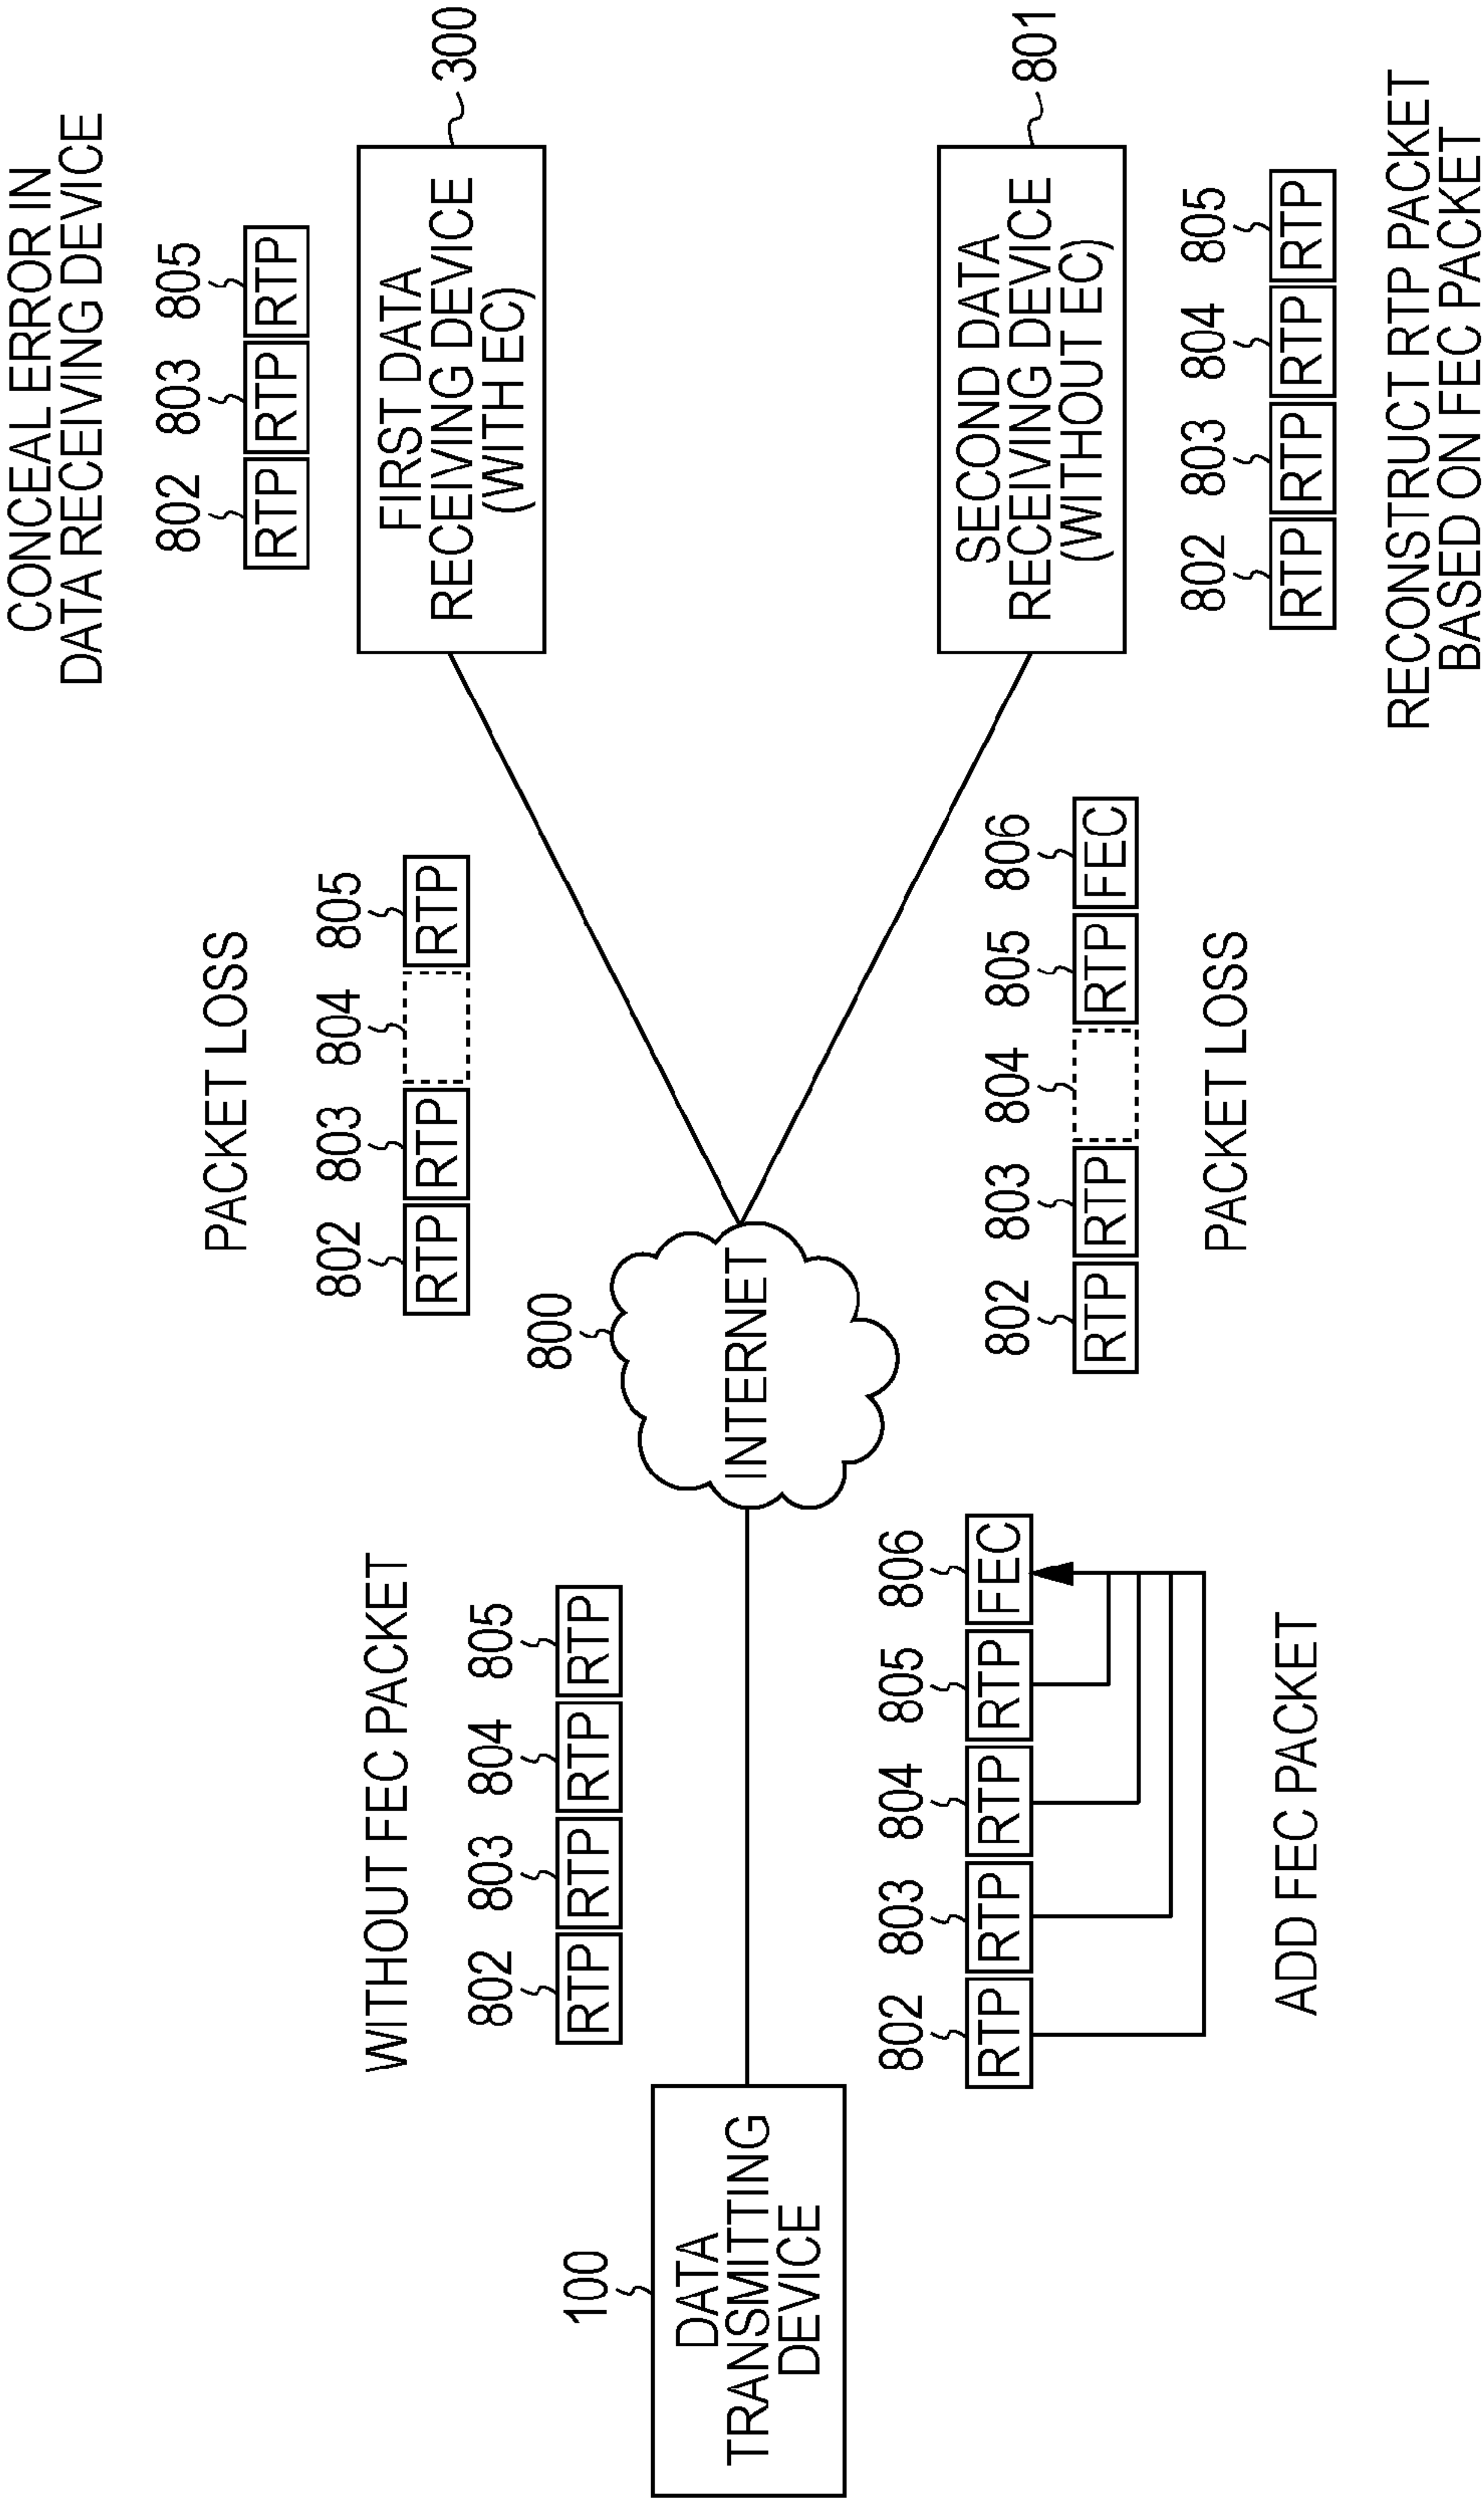 CONCEAL ERROR IN
DATA RECEIVING DEVICE
802 803 805
RTP RTP RTP
300
FIRST DATA
RECEIVING DEVICE
(WITH EC)
PACKET LOSS
802 803 804 805
RTP RTP RTP
WITHOUT FEC PACKET
802 803 804 805
RTP RTP RTP RTP
100
DATA
TRANSMITTING
DEVICE
800
INTERNET
802 803 804 805 806
RTP RTP RTP RTP FEC
ADD FEC PACKET
802 803 804 805 806
RTP RTP RTP FEC
PACKET LOSS
801
SECOND DATA
RECEIVING DEVICE
(WITHOUT EC)
802 803 804 805
RTP RTP RTP RTP
RECONSTRUCT RTP PACKET
BASED ON FEC PACKET